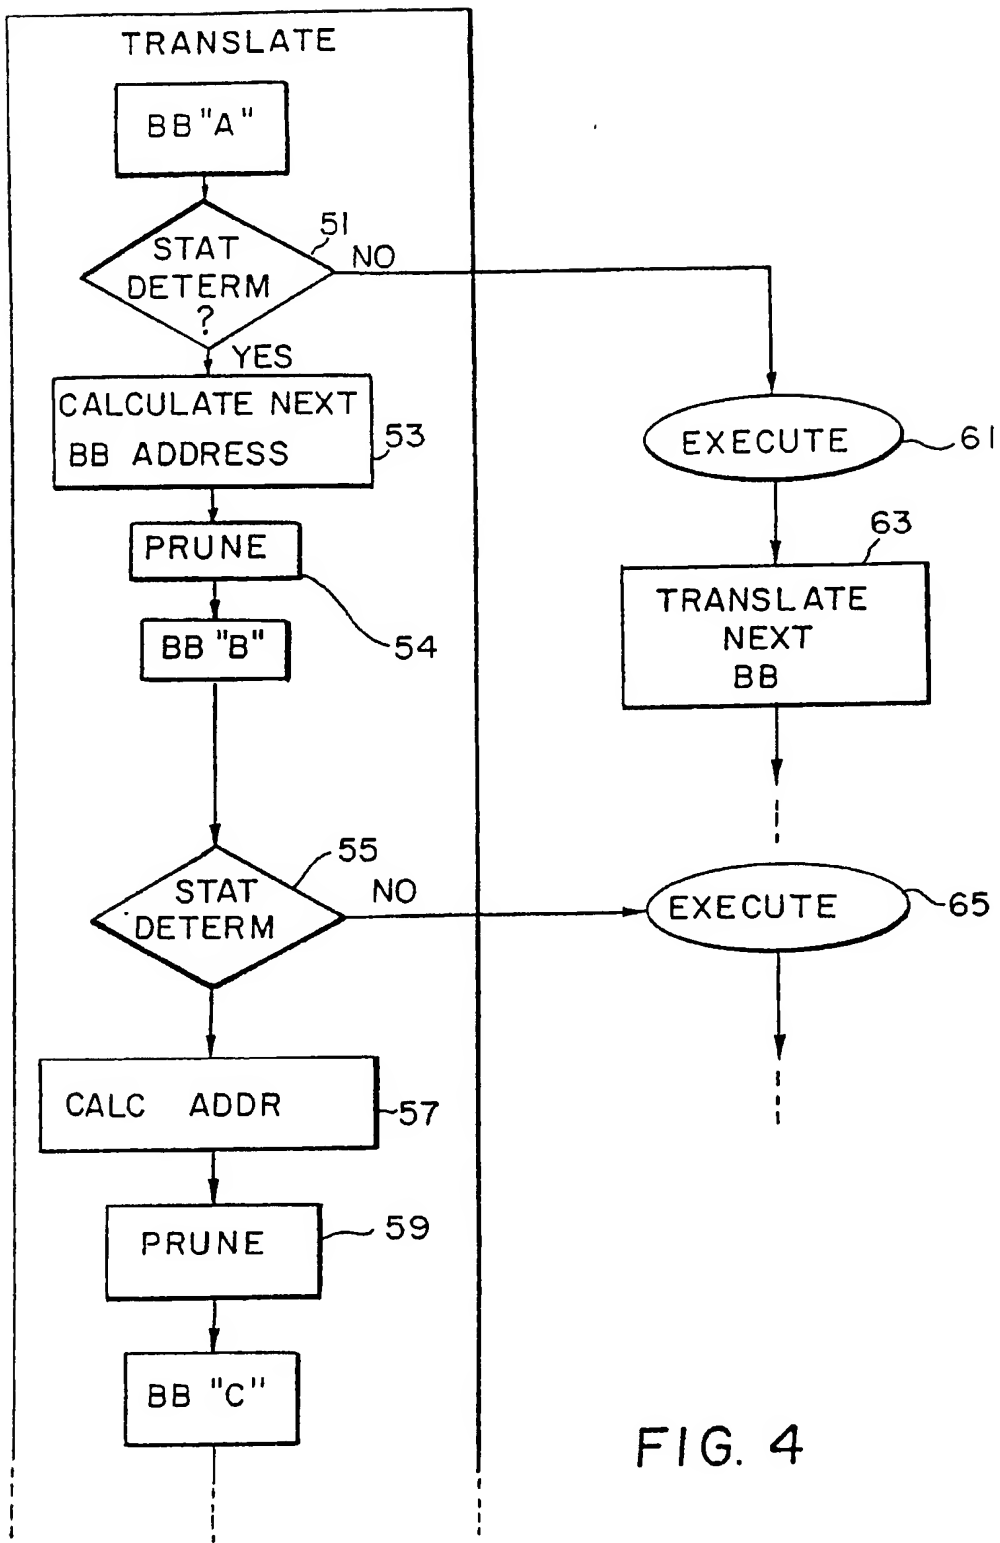 TRANSLATE
BB "A"
51
STAT
DETERM
?
NO
YES
CALCULATE NEXT
BB ADDRESS
53
EXECUTE
61
PRUNE
54
63
TRANSLATE
NEXT
BB
BB "B"
55
STAT
DETERM
NO
EXECUTE
65
CALC ADDR
57
PRUNE
59
BB "C"
FIG. 4